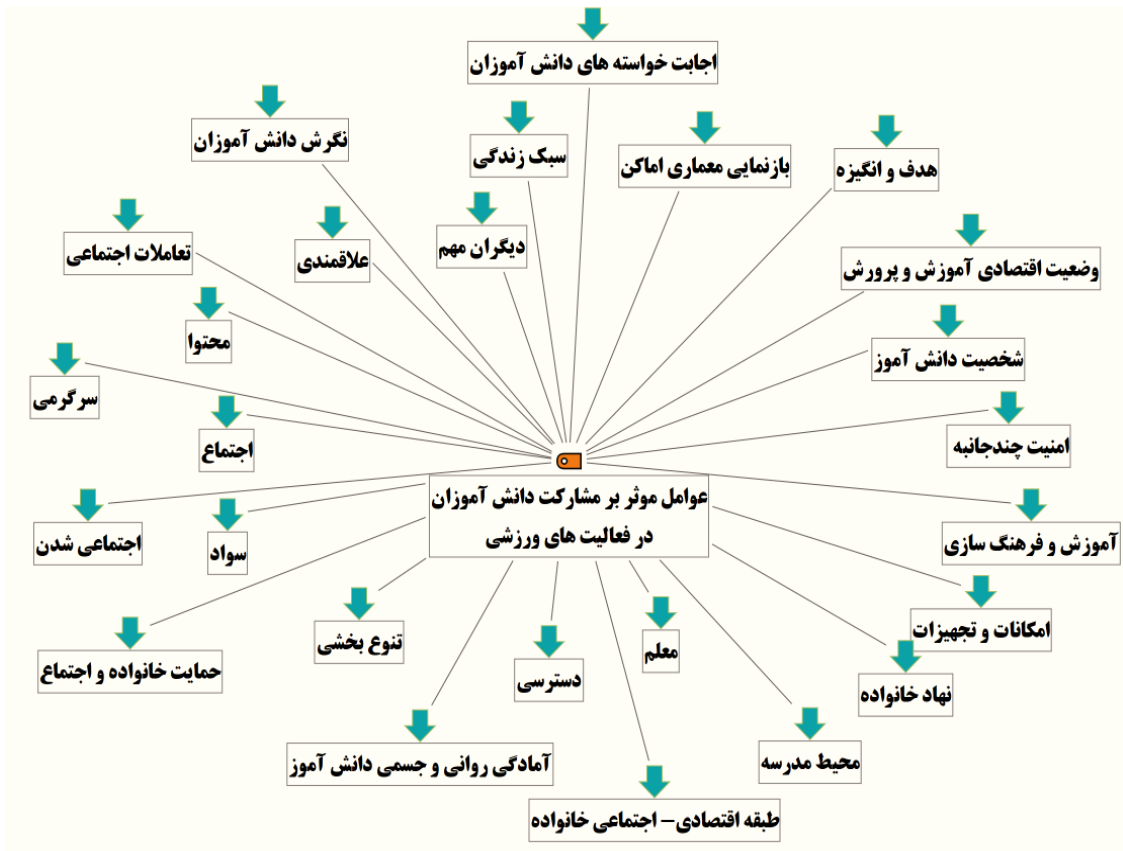 اجابت خواسته های دانش آموزان
نگرش دانش آموزان
سبک زندگی
بازنمایی معماری اماکن
هدف و انگیزه
تعاملات اجتماعی
علاقمندی
دیگران مهم
وضعیت اقتصادی آموزش و پرورش
محتوا
شخصیت دانش آموز
سرگرمی
اجتماع
امنیت چندجانبه
عوامل موثر بر مشارکت دانش آموزان
در فعالیت های ورزشی
اجتماعی شدن
سواد
آموزش و فرهنگ سازی
حمایت خانواده و اجتماع
تنوع بخشی
دسترسی
معلم
امکانات و تجهیزات
نهاد خانواده
آمادگی روانی و جسمی دانش آموز
محیط مدرسه
طبقه اقتصادی- اجتماعی خانواده